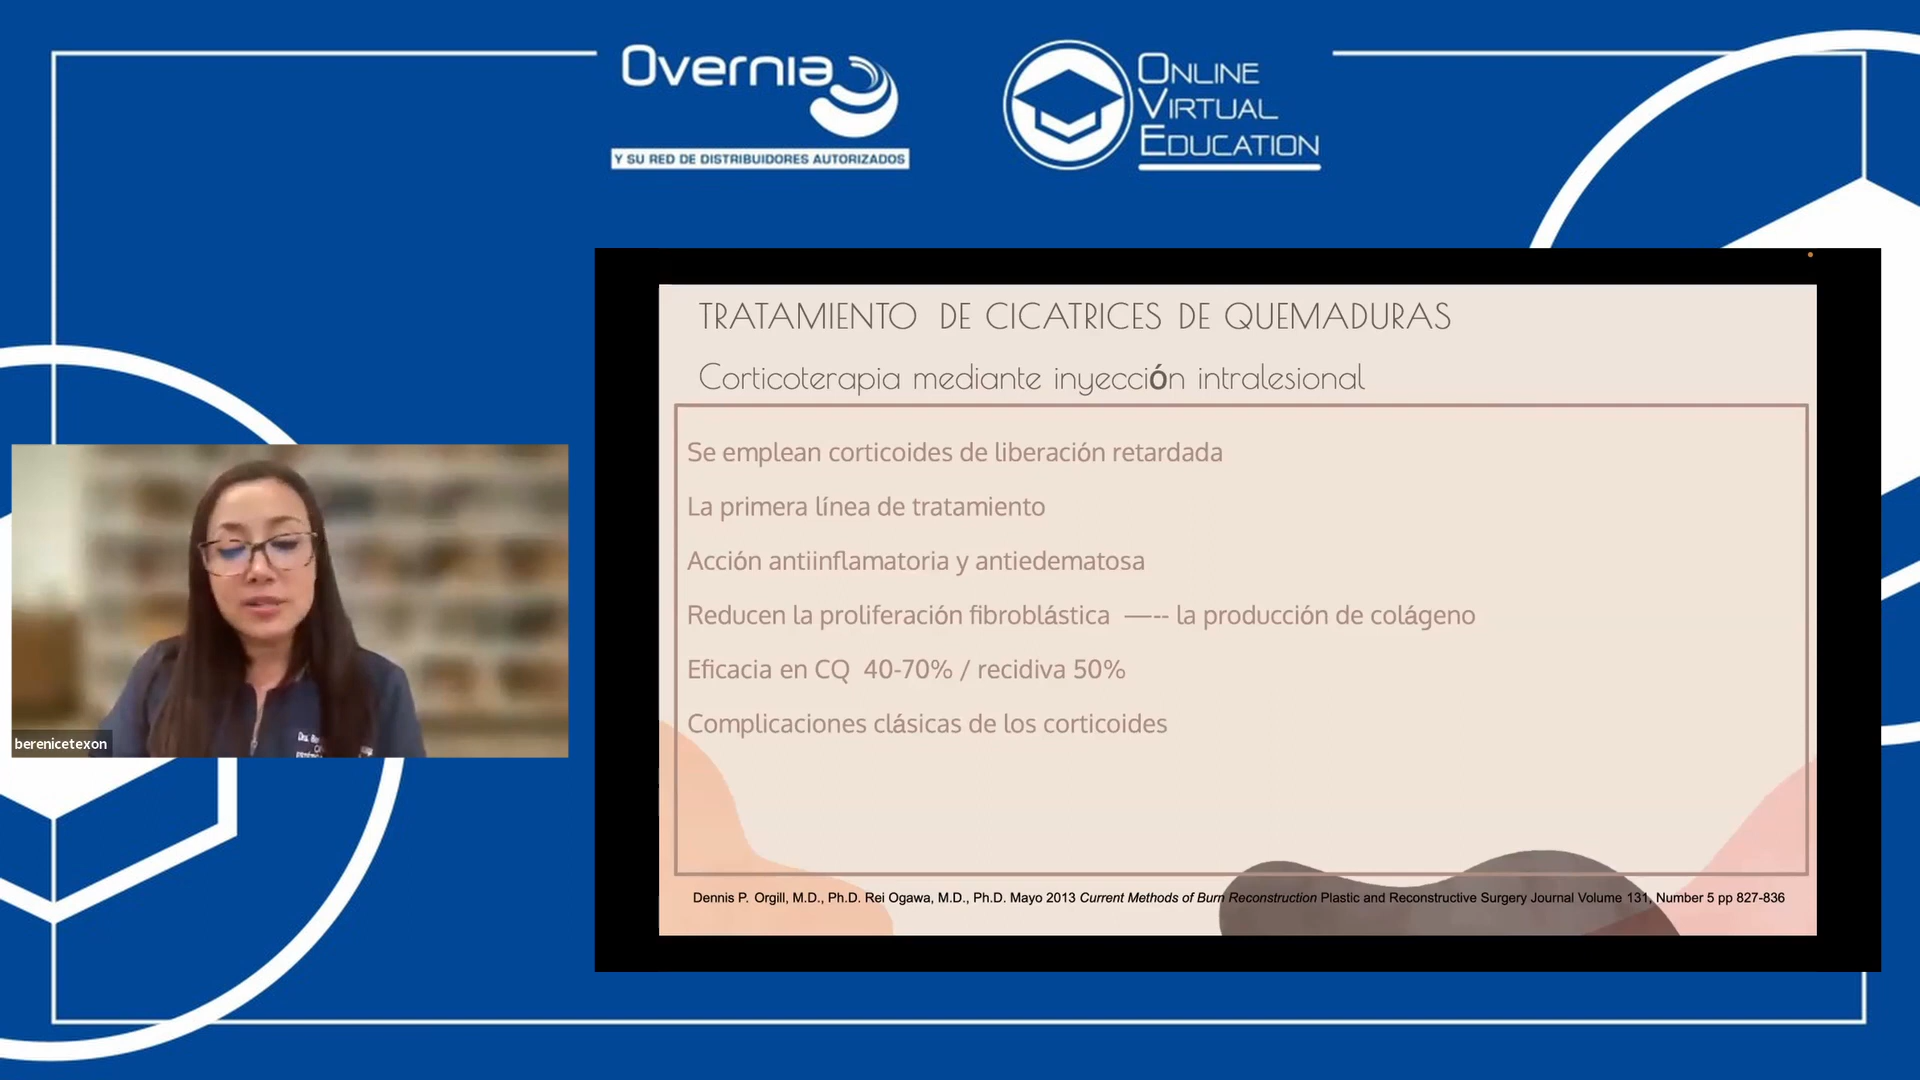 Overnia
Y SU RED DE DISTRIBUIDORES AUTORIZADOS
ONLINE
VIRTUAL
EDUCATION
TRATAMIENTO DE CICATRICES DE QUEMADURAS
Corticoterapia mediante inyección intralesional
Se emplean corticoides de liberación retardada
La primera línea de tratamiento
Acción antiinflamatoria y antiedematosa
Reducen la proliferación fibroblástica —-- la producción de colágeno
Eficacia en CQ 40-70% / recidiva 50%
Complicaciones clásicas de los corticoides
Dennis P. Orgill, M.D., Ph.D. Rei Ogawa, M.D., Ph.D. Mayo 2013 Current Methods of Burn Reconstruction Plastic and Reconstructive Surgery Journal Volume 131, Number 5 pp 827-836
berenicetexon
Dra.